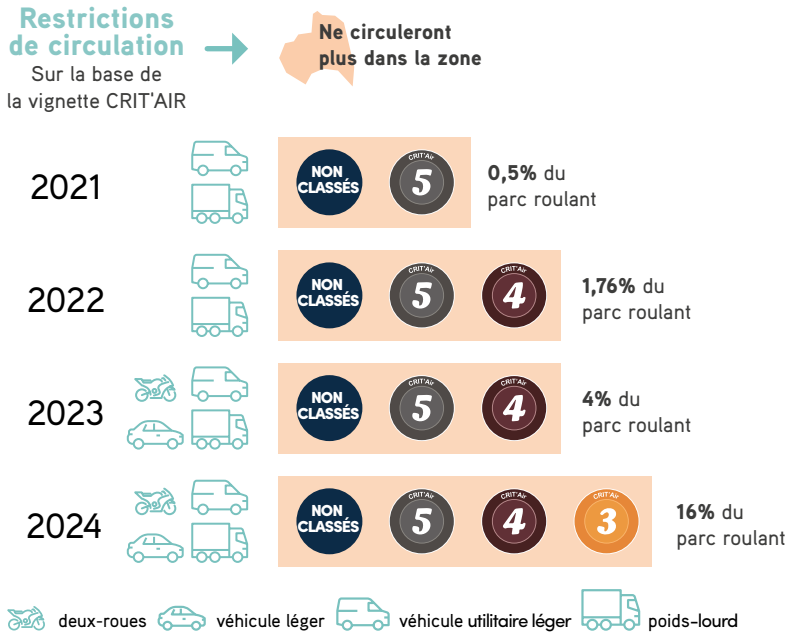 Restrictions
de circulation
Sur la base de
la vignette CRIT'AIR
Ne circuleront
plus dans la zone
2021
NON
CLASSÉS
CRIT'Air
5
0,5% du
parc roulant
2022
NON
CLASSÉS
CRIT'Air
5
CRIT'Air
4
1,76% du
parc roulant
2023
NON
CLASSÉS
CRIT'Air
5
CRIT'Air
4
4% du
parc roulant
2024
NON
CLASSÉS
CRIT'Air
5
CRIT'Air
4
CRIT'Air
3
16% du
parc roulant
deux-roues véhicule léger véhicule utilitaire léger poids-lourd